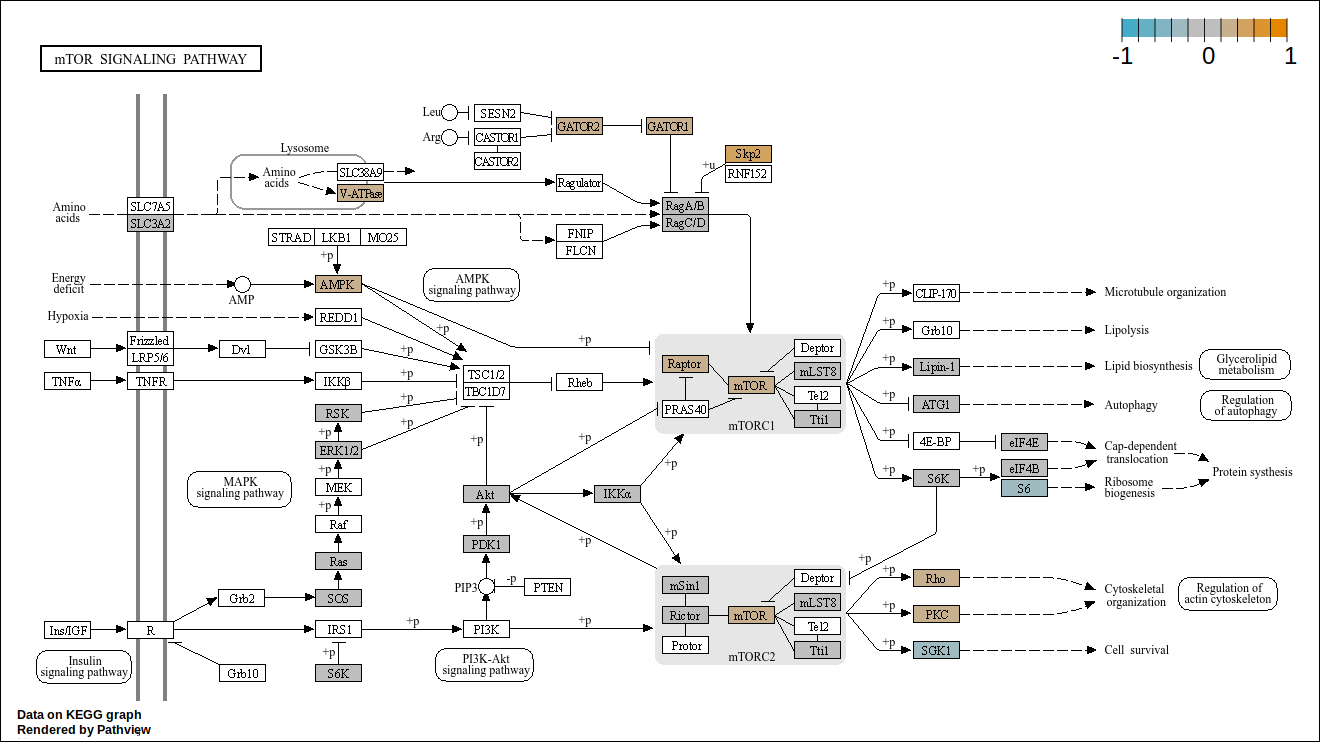 -1 0 1
mTOR SIGNALING PATHWAY
Leu
SESN2
GATOR2
GATOR1
Arg
CASTOR1
CASTOR2
Lysosome
Amino
acids
SLC38A9
V-ATPase
Skp2
RNF152
+u
Ragulator
Amino
acids
SLC7A5
SLC3A2
RagA/B
RagC/D
STRAD LKB1 MO25
FNIP
FLCN
+p
Energy
deficit
AMP
AMPK
AMPK
signaling pathway
Hypoxia
REDD1
+p
+p
Wnt
Frizzled
LRP5/6
Dvl
GSK3B
+p
TNFα
TNFR
IKKβ
+p
TSC1/2
TBC1D7
Rheb
RSK
+p
+p
ERK1/2
+p
+p
MEK
+p
Raf
Ras
SOS
MAPK
signaling pathway
Raptor
mTOR
PRAS40
Deptor
mLST8
Tel2
Tti1
mTORC1
+p
CLIP-170
Microtubule organization
+p
Grb10
Lipolysis
+p
Lipin-1
Lipid biosynthesis
Glycerolipid
metabolism
+p
ATG1
Autophagy
Regulation
of autophagy
+p
4E-BP
eIF4E
Cap-dependent
translocation
eIF4B
+p
S6K
+p
S6
Ribosome
biogenesis
Protein systhesis
+p
+p
+p
Akt
IKKα
+p
PDK1
+p
+p
PIP3
-p
PTEN
Grb2
Ins/IGF
R
IRS1
+p
PI3K
+p
Insulin
signaling pathway
Grb10
+p
S6K
PI3K-Akt
signaling pathway
mSin1
Rictor
Protor
mTOR
Deptor
mLST8
Tel2
Tti1
mTORC2
+p
+p
Rho
+p
PKC
Cytoskeletal
organization
Regulation of
actin cytoskeleton
+p
SGK1
Cell survival
Data on KEGG graph
Rendered by Pathview